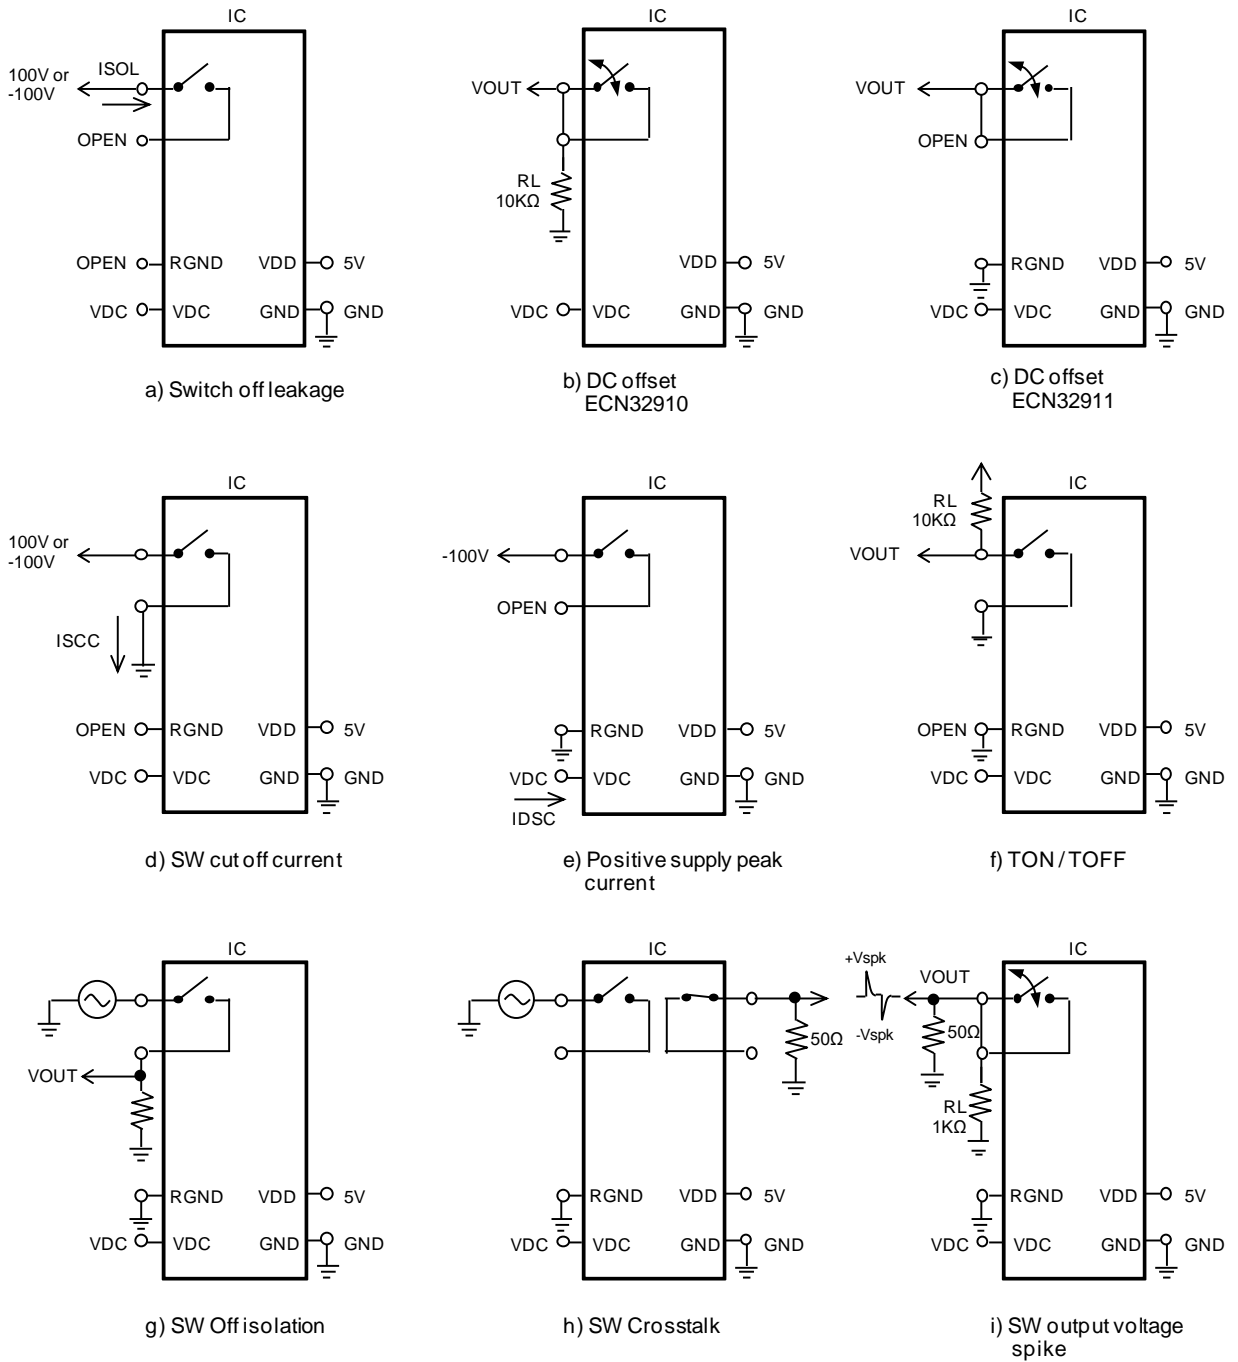 IC
100V or
-100V
ISOL
OPEN
OPEN
RGND
VDD
5V
VDC
VDC
GND
GND
a) Switch off leakage
IC
VOUT
RL
10KΩ
VDD
5V
VDC
VDC
GND
GND
b) DC offset
ECN32910
IC
VOUT
OPEN
RGND
VDD
5V
VDC
VDC
GND
GND
c) DC offset
ECN32911
IC
100V or
-100V
ISCC
OPEN
RGND
VDD
5V
VDC
VDC
GND
GND
d) SW cut off current
IC
-100V
OPEN
RGND
VDD
5V
VDC
VDC
GND
GND
IDSC
e) Positive supply peak
current
IC
RL
10KΩ
VOUT
OPEN
RGND
VDD
5V
VDC
VDC
GND
GND
f) TON / TOFF
IC
VOUT
RGND
VDD
5V
VDC
VDC
GND
GND
g) SW Off isolation
IC
50Ω
RGND
VDD
5V
VDC
VDC
GND
GND
h) SW Crosstalk
IC
+Vspk
VOUT
-Vspk
50Ω
RL
1KΩ
RGND
VDD
5V
VDC
VDC
GND
GND
i) SW output voltage
spike